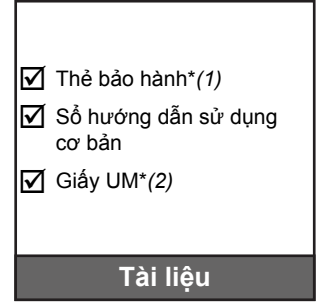 ☑ Thẻ bảo hành*(1)
☑ Sổ hướng dẫn sử dụng
cơ bản
☑ Giấy UM*(2)
Tài liệu